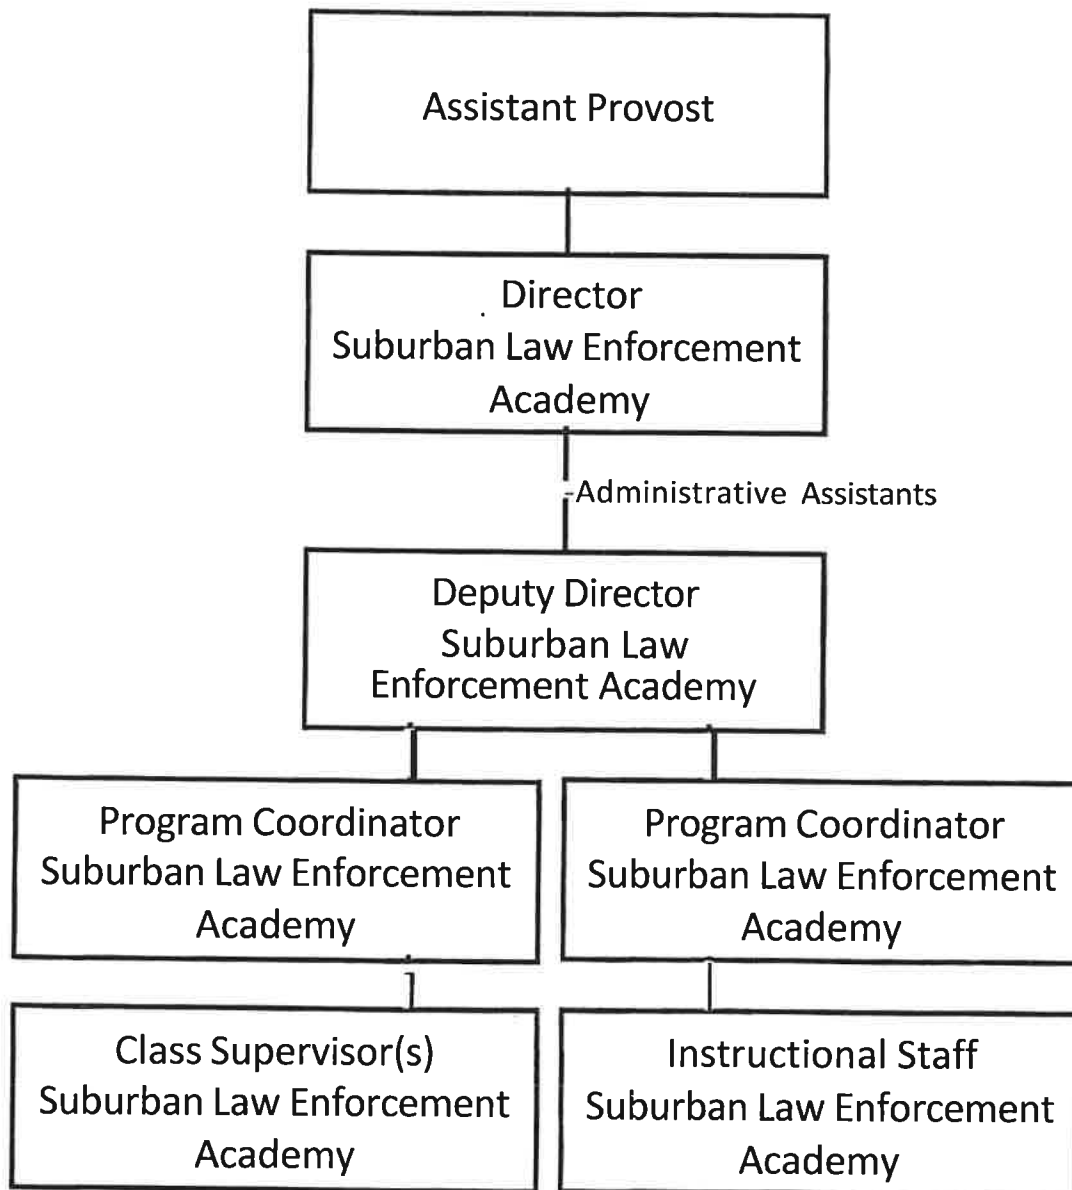 Assistant Provost
Director
Suburban Law Enforcement
Academy
-Administrative Assistants
Deputy Director
Suburban Law
Enforcement Academy
Program Coordinator
Suburban Law Enforcement
Academy
Program Coordinator
Suburban Law Enforcement
Academy
Class Supervisor(s)
Suburban Law Enforcement
Academy
Instructional Staff
Suburban Law Enforcement
Academy